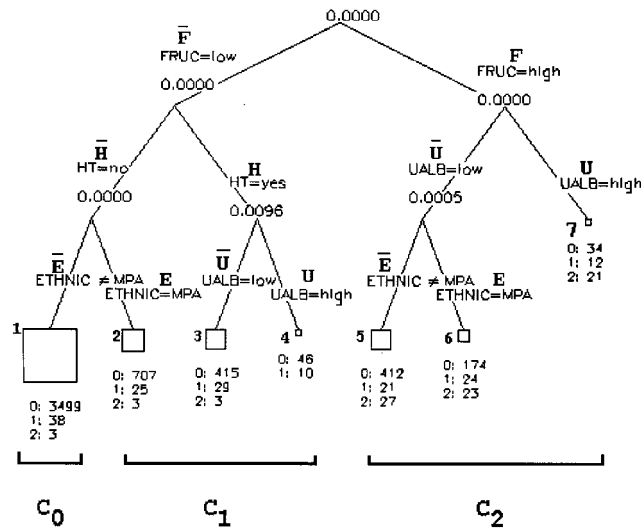 0.0000
F̅ F
FRUC=low FRUC=high
0.0000 0.0000
H̅ H U̅ U
HT=no HT=yes UALB=low UALB=high
0.0000 0.0096 0.0005
7
0: 34
1: 12
2: 21
E̅ E U̅ U E̅ E
ETHNIC ≠ MPA UALB=low ETHNIC ≠ MPA
ETHNIC=MPA UALB=high ETHNIC=MPA
1 2 3 4 5 6
0: 3499
1: 38
2: 3
0: 707
1: 25
2: 3
0: 415
1: 29
2: 3
0: 46
1: 10
0: 412
1: 21
2: 27
0: 174
1: 24
2: 23
C₀ C₁ C₂